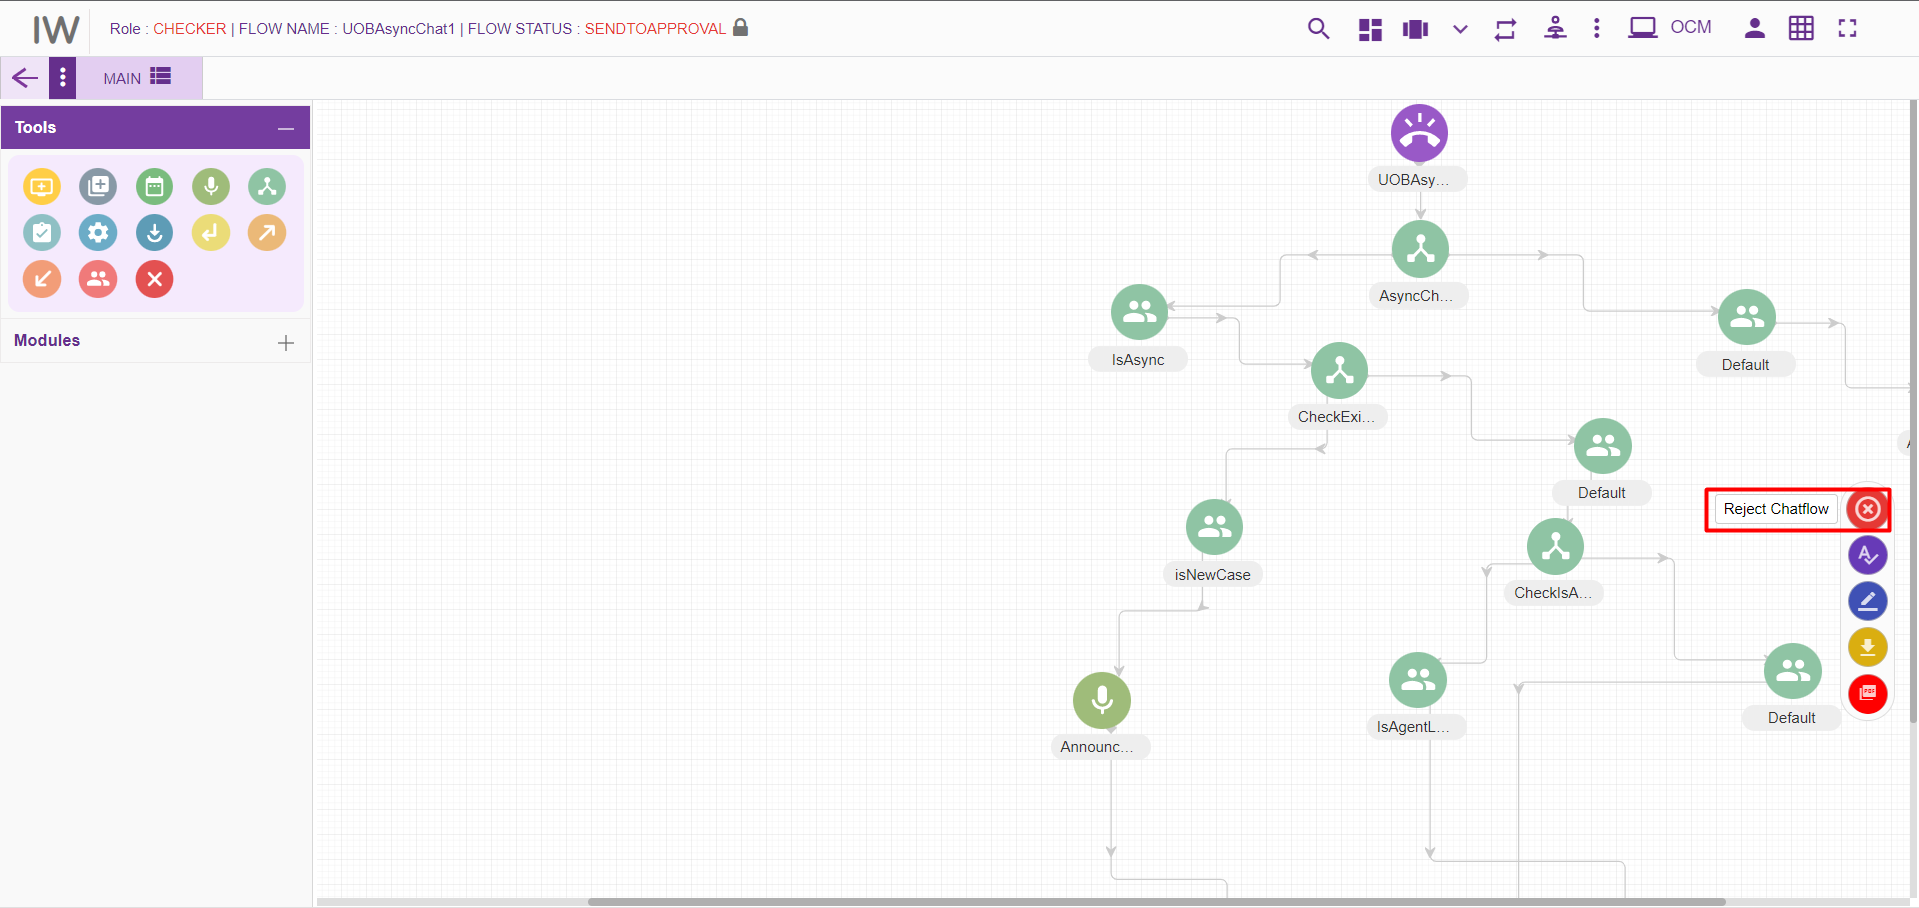 IW
Role : CHECKER | FLOW NAME : UOBAsyncChat1 | FLOW STATUS : SENDTOAPPROVAL
OCM
MAIN
Tools
Modules
UOBAsy...
AsyncCh...
IsAsync
Default
CheckExi...
Default
Reject Chatflow
isNewCase
CheckIsA...
PDF
Default
IsAgentL...
Announc...